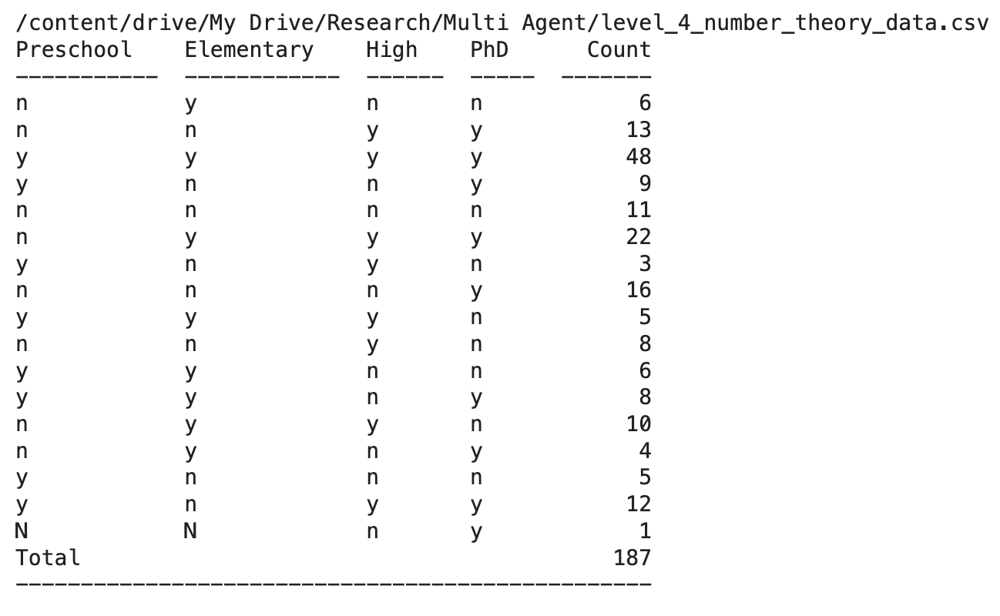 /content/drive/My Drive/Research/Multi Agent/level_4_number_theory_data.csv
Preschool    Elementary    High    PhD      Count
-----------  ------------  ------  -----  -------
n            y             n       n            6
n            n             y       y           13
y            y             y       y           48
y            n             n       y            9
n            n             n       n           11
n            y             y       y           22
y            n             y       n            3
n            n             n       y           16
y            y             y       n            5
n            n             y       n            8
y            y             n       n            6
y            y             n       y            8
n            y             y       n           10
n            y             n       y            4
y            n             n       n            5
y            n             y       y           12
N            N             n       y            1
Total                                         187
-------------------------------------------------